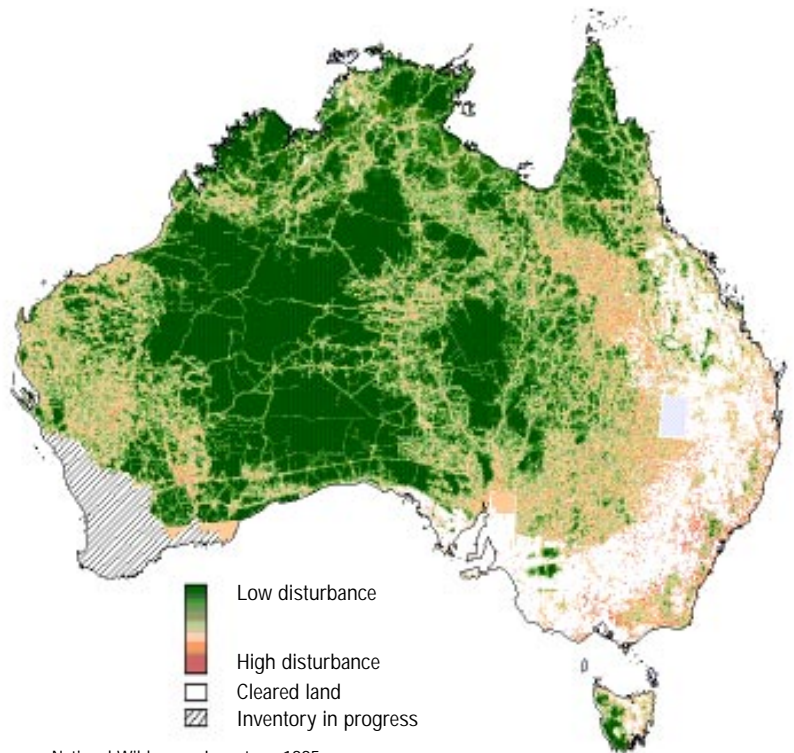 Low disturbance
High disturbance
Cleared land
Inventory in progress